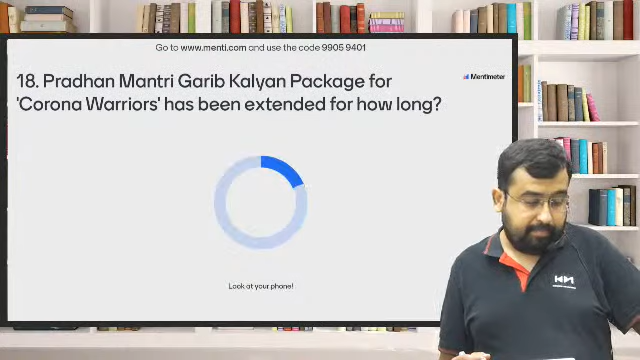 Go to www.menti.com and use the code 9905 9401
18. Pradhan Mantri Garib Kalyan Package for
'Corona Warriors' has been extended for how long?
Mentimeter
Look at your phone!
KM